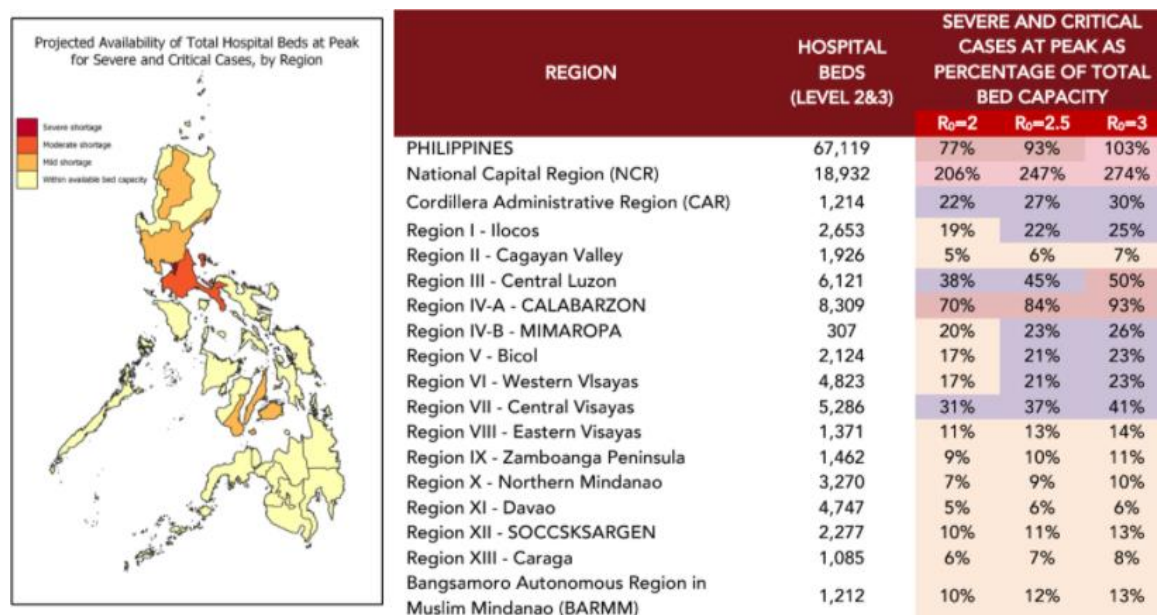 Projected Availability of Total Hospital Beds at Peak
for Severe and Critical Cases, by Region
Severe shortage
Moderate shortage
Mild shortage
Within available bed capacity
REGION
HOSPITAL
BEDS
(LEVEL 2&3)
SEVERE AND CRITICAL
CASES AT PEAK AS
PERCENTAGE OF TOTAL
BED CAPACITY
R₀=2 R₀=2.5 R₀=3
PHILIPPINES 67,119 77% 93% 103%
National Capital Region (NCR) 18,932 206% 247% 274%
Cordillera Administrative Region (CAR) 1,214 22% 27% 30%
Region I - Ilocos 2,653 19% 22% 25%
Region II - Cagayan Valley 1,926 5% 6% 7%
Region III - Central Luzon 6,121 38% 45% 50%
Region IV-A - CALABARZON 8,309 70% 84% 93%
Region IV-B - MIMAROPA 307 20% 23% 26%
Region V - Bicol 2,124 17% 21% 23%
Region VI - Western VIsayas 4,823 17% 21% 23%
Region VII - Central Visayas 5,286 31% 37% 41%
Region VIII - Eastern Visayas 1,371 11% 13% 14%
Region IX - Zamboanga Peninsula 1,462 9% 10% 11%
Region X - Northern Mindanao 3,270 7% 9% 10%
Region XI - Davao 4,747 5% 6% 6%
Region XII - SOCCSKSARGEN 2,277 10% 11% 13%
Region XIII - Caraga 1,085 6% 7% 8%
Bangsamoro Autonomous Region in
Muslim Mindanao (BARMM) 1,212 10% 12% 13%